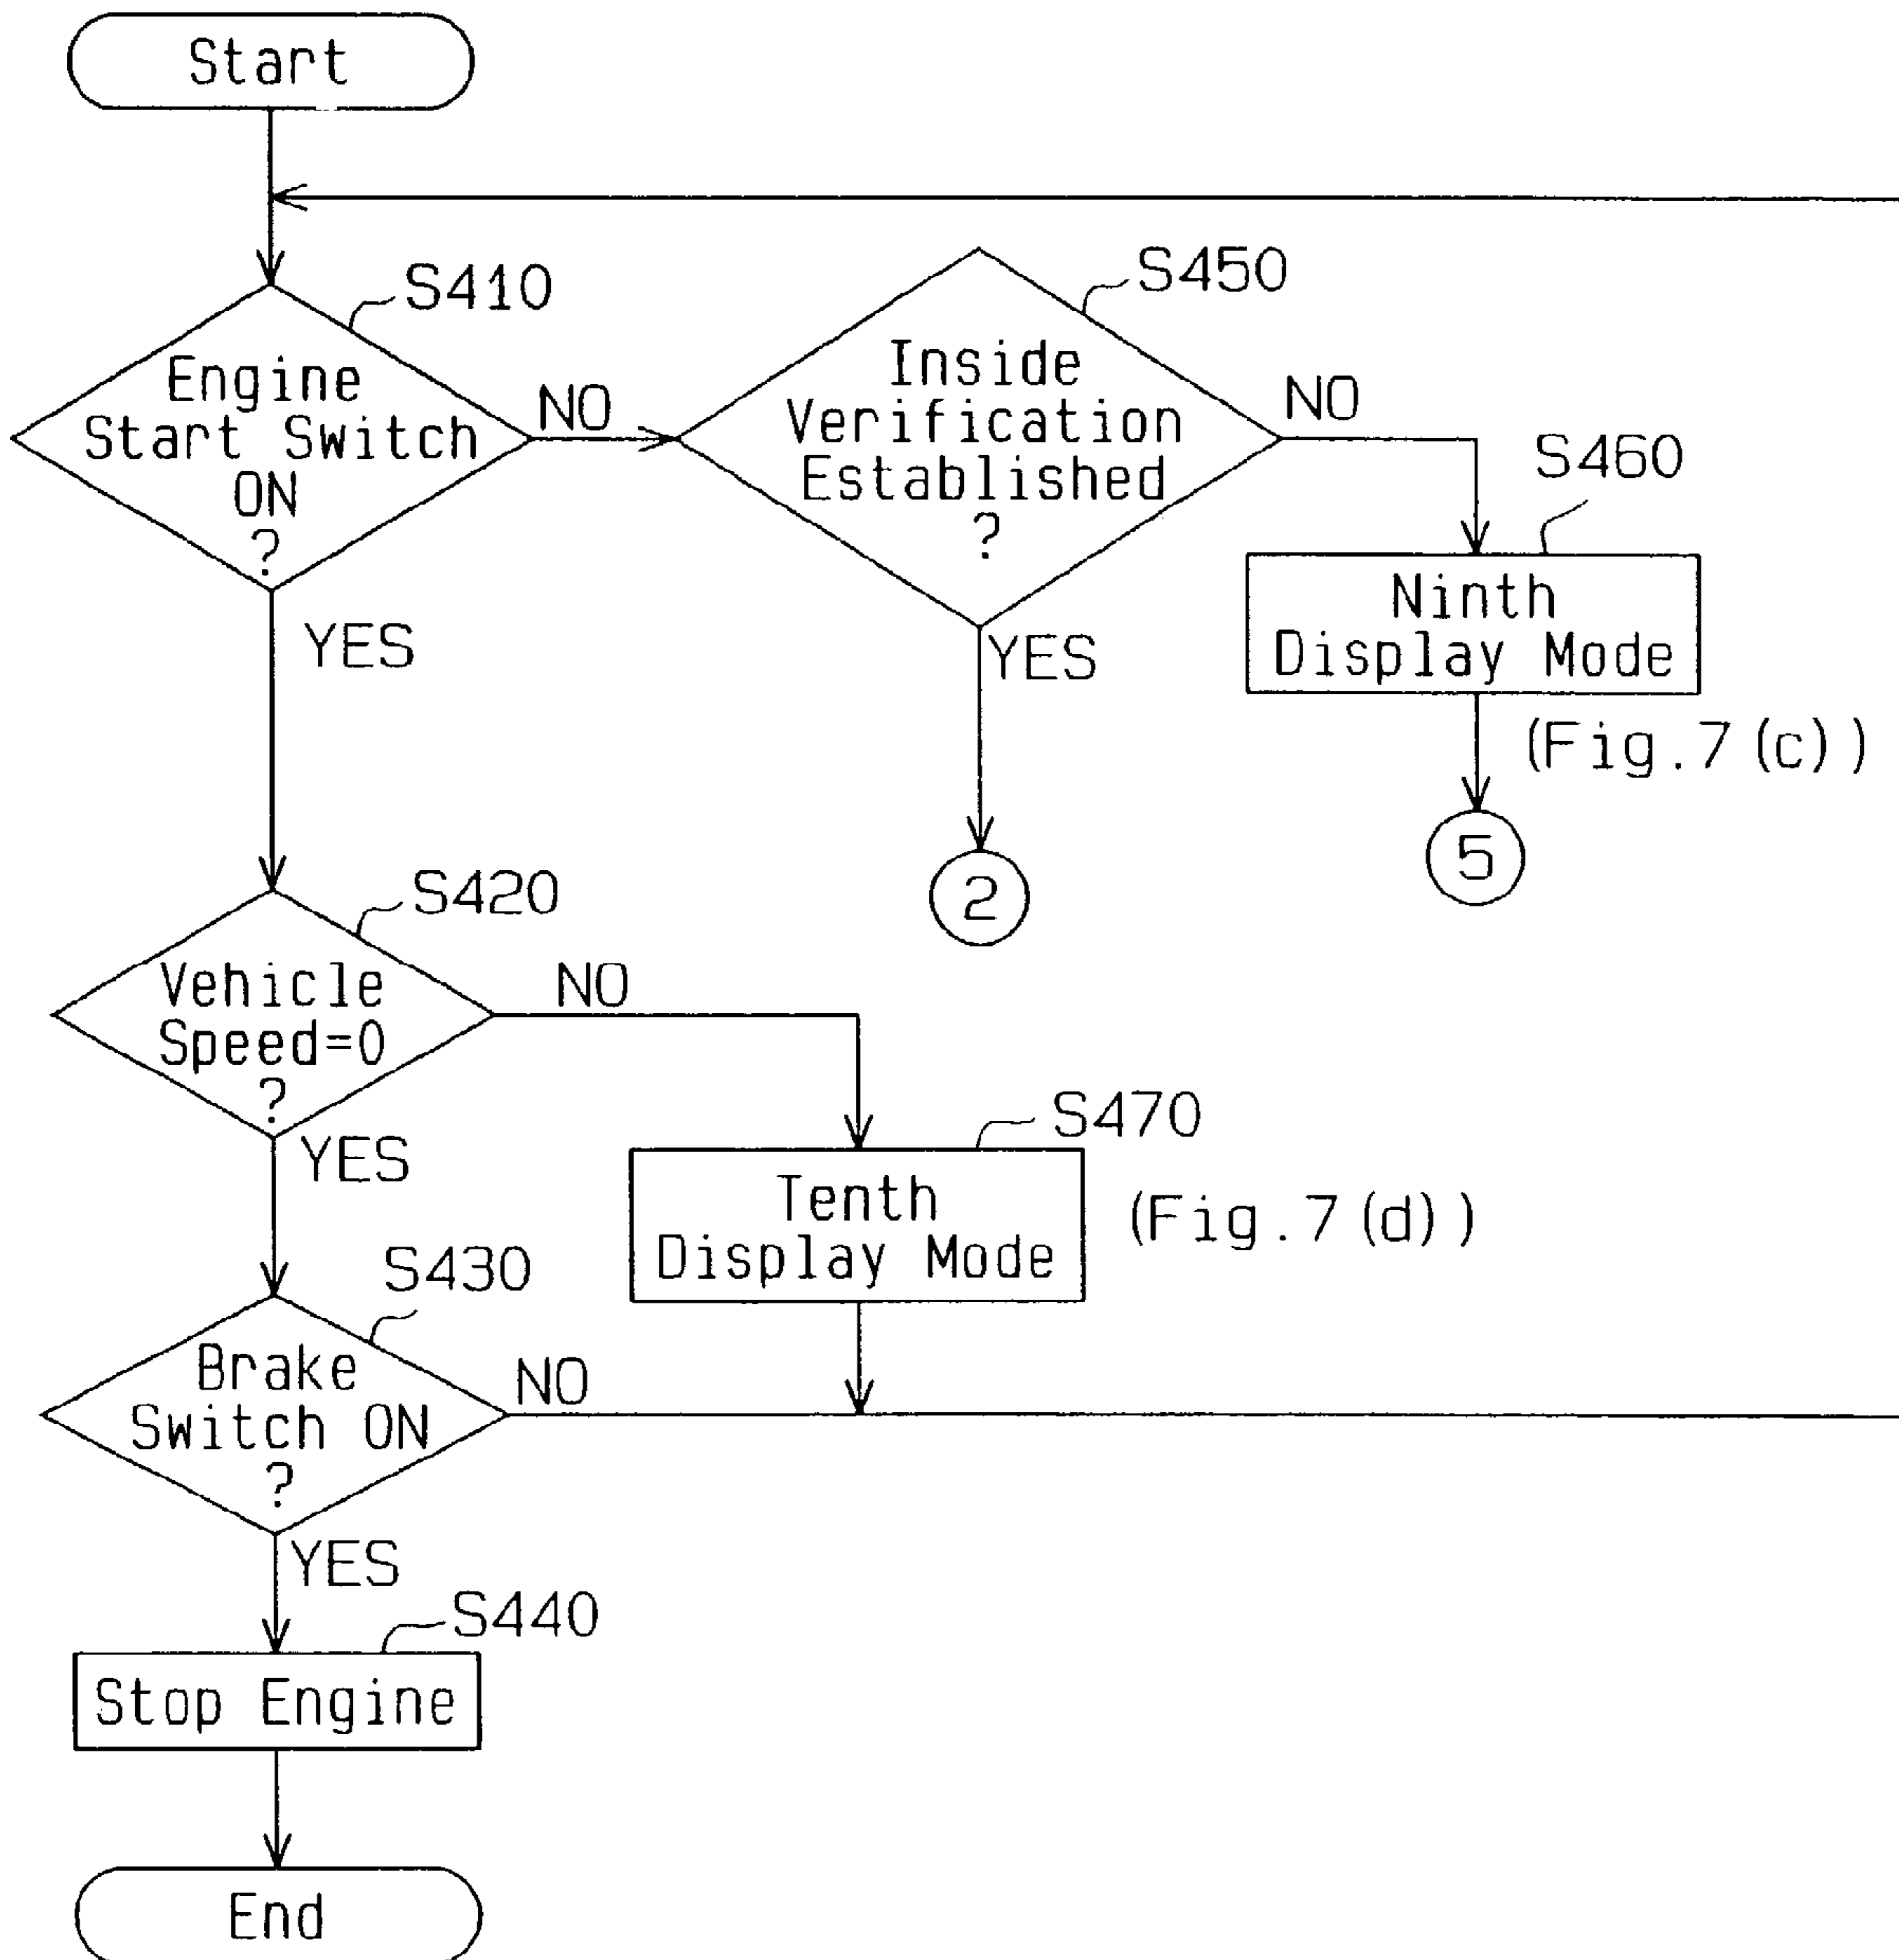 Start
S410
Engine
Start Switch
ON
?
NO
YES
S450
Inside
Verification
Established
?
NO
YES
S460
Ninth
Display Mode
(Fig.7(c))
5
2
S420
Vehicle
Speed=0
?
NO
YES
S470
Tenth
Display Mode
(Fig.7(d))
S430
Brake
Switch ON
?
NO
YES
S440
Stop Engine
End